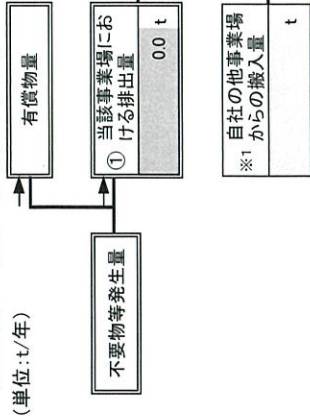 (単位:t/年)
不要物等発生量
有償物量
①
当該事業場にお
ける排出量
0.0 t
※1
自社の他事業場
からの搬入量
t